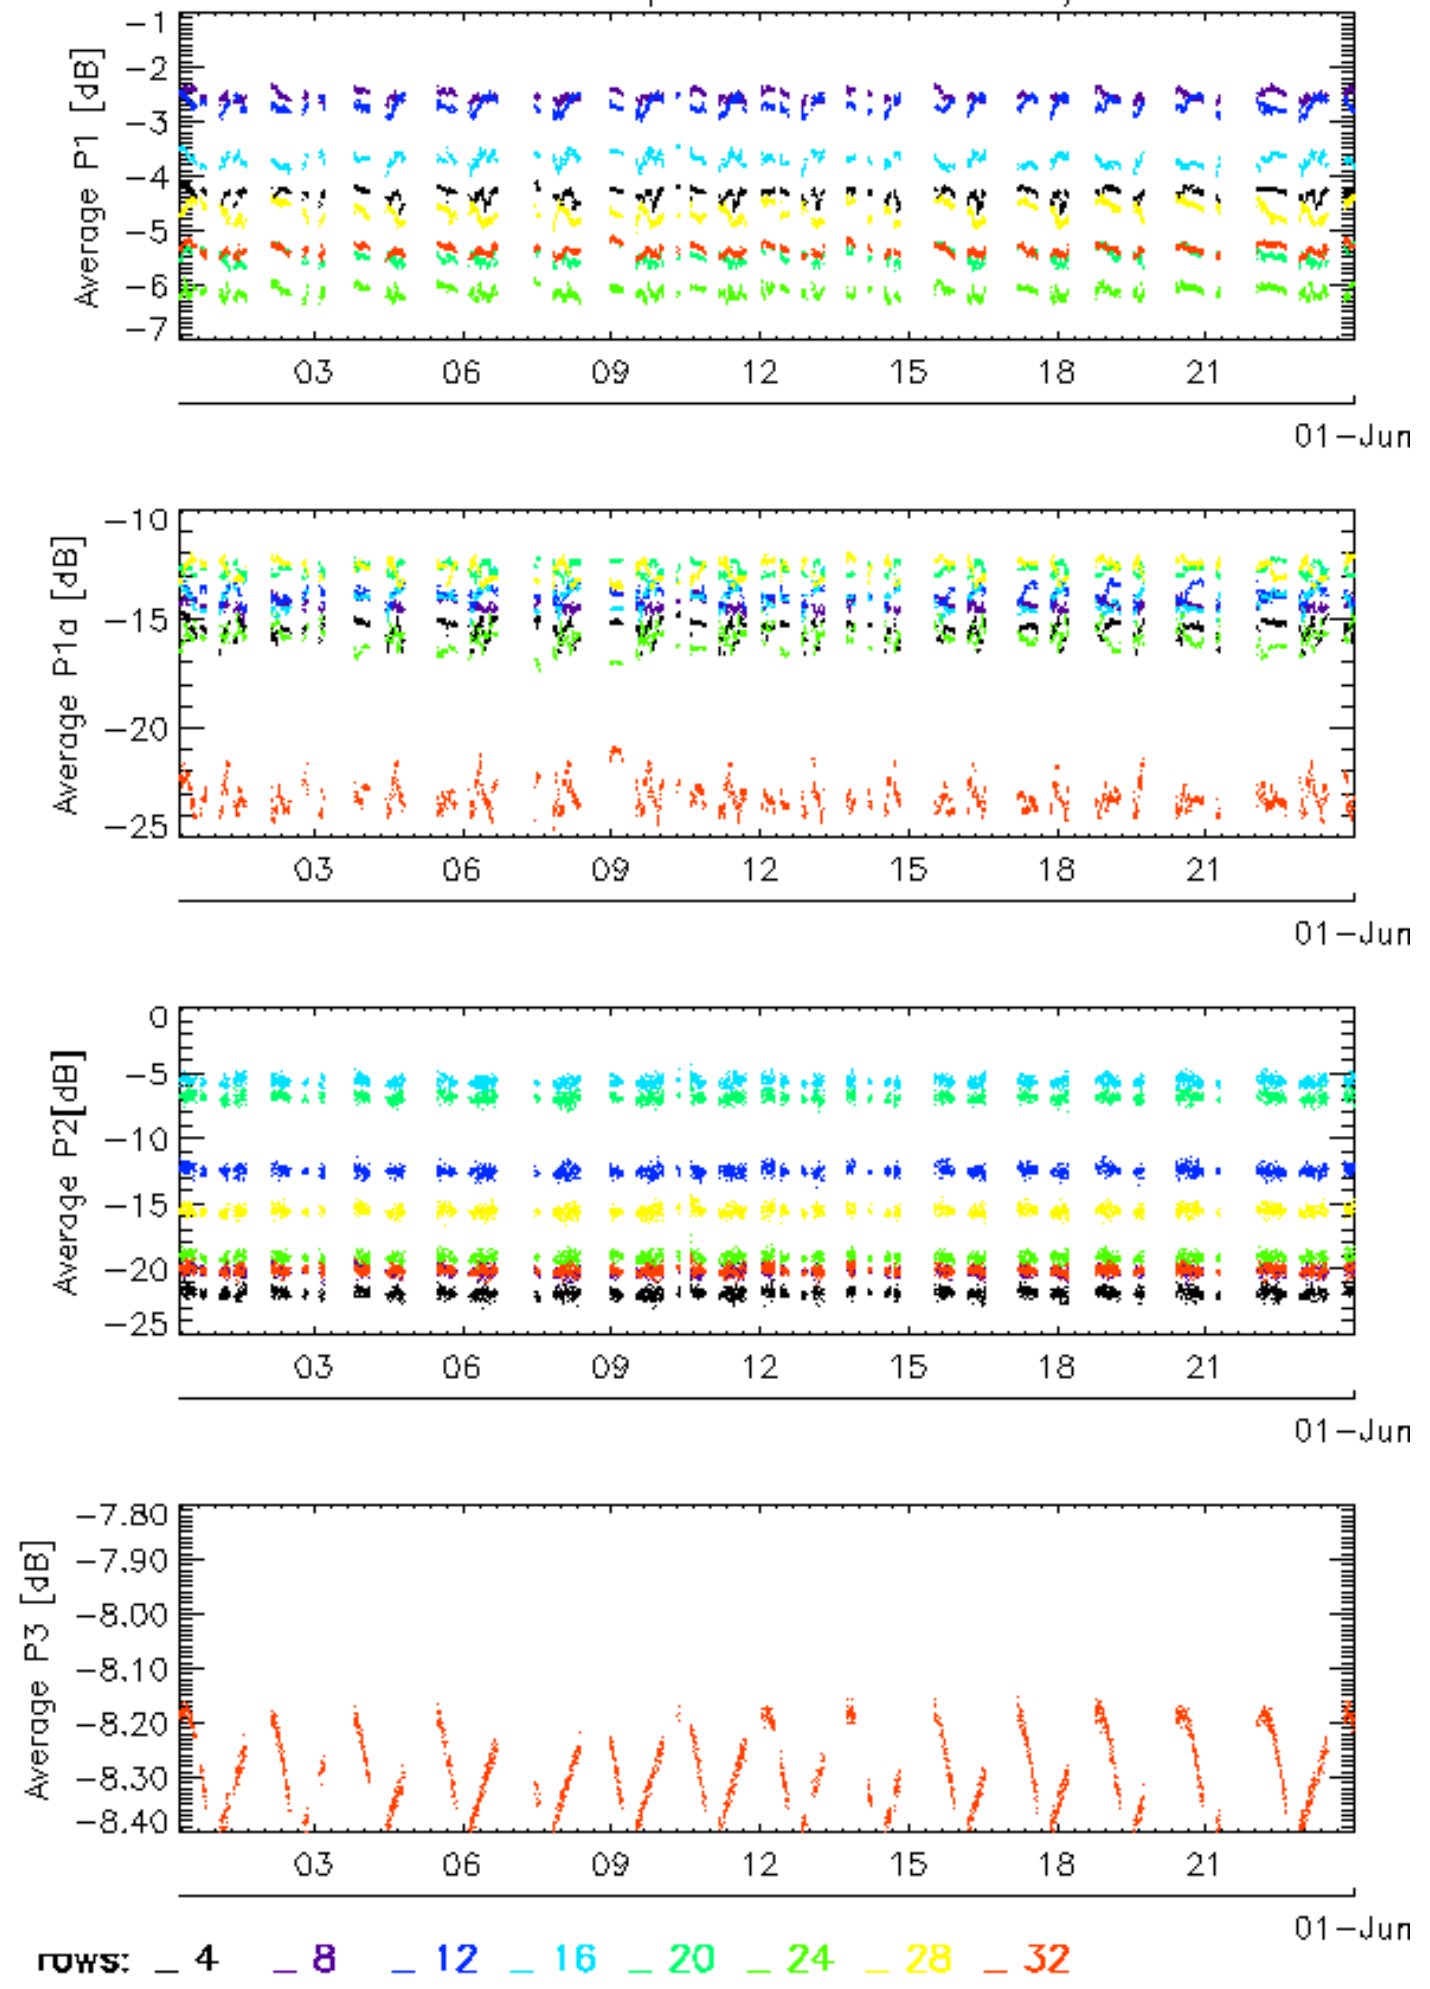 Average P1 [dB]
-1
-2
-3
-4
-5
-6
-7
03 06 09 12 15 18 21
01-Jun
Average P1a [dB]
-10
-15
-20
-25
03 06 09 12 15 18 21
01-Jun
Average P2[dB]
0
-5
-10
-15
-20
-25
03 06 09 12 15 18 21
01-Jun
Average P3 [dB]
-7.80
-7.90
-8.00
-8.10
-8.20
-8.30
-8.40
03 06 09 12 15 18 21
01-Jun
rows: _ 4 _ 8 _ 12 _ 16 _ 20 _ 24 _ 28 _ 32